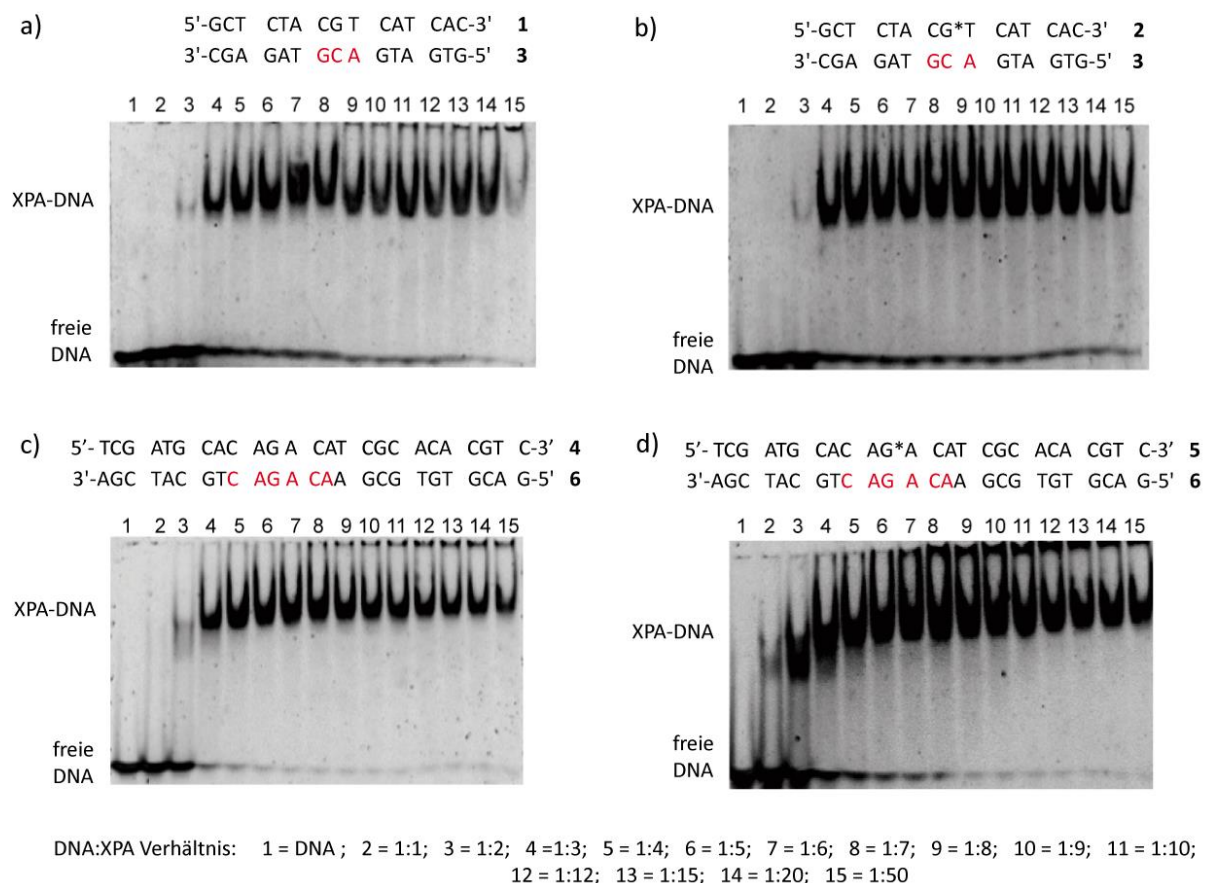 a)
5'-GCT CTA CG T CAT CAC-3' 1
3'-CGA GAT GCA GTA GTG-5' 3
1 2 3 4 5 6 7 8 9 10 11 12 13 14 15
XPA-DNA
freie
DNA
b)
5'-GCT CTA CG*T CAT CAC-3' 2
3'-CGA GAT GC A GTA GTG-5' 3
1 2 3 4 5 6 7 8 9 10 11 12 13 14 15
XPA-DNA
freie
DNA
c)
5'- TCG ATG CAC AG A CAT CGC ACA CGT C-3' 4
3'-AGC TAC GTC AGA CAA GCG TGT GCA G-5' 6
1 2 3 4 5 6 7 8 9 10 11 12 13 14 15
XPA-DNA
freie
DNA
d)
5'- TCG ATG CAC AG*A CAT CGC ACA CGT C-3' 5
3'-AGC TAC GTC AG A CAA GCG TGT GCA G-5' 6
1 2 3 4 5 6 7 8 9 10 11 12 13 14 15
XPA-DNA
freie
DNA
DNA:XPA Verhältnis: 1 = DNA ; 2 = 1:1; 3 = 1:2; 4 =1:3; 5 = 1:4; 6 = 1:5; 7 = 1:6; 8 = 1:7; 9 = 1:8; 10 = 1:9; 11 = 1:10;
12 = 1:12; 13 = 1:15; 14 = 1:20; 15 = 1:50